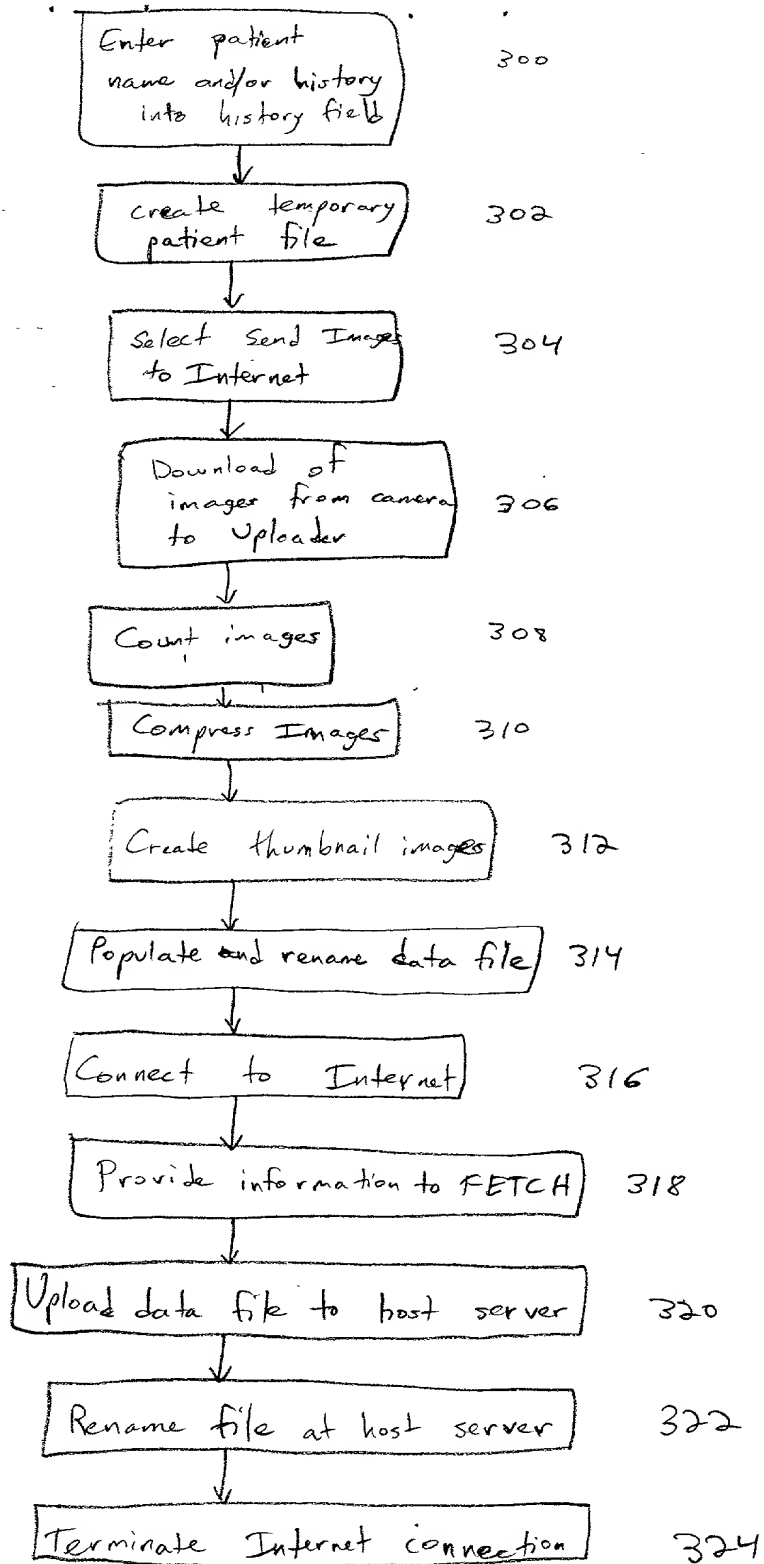 Enter patient
name and/or history
into history field
300
create temporary
patient file
302
Select Send Images
to Internet
304
Download of
images from camera
to Uploader
306
Count images
308
Compress Images
310
Create thumbnail images
312
Populate and rename data file
314
Connect to Internet
316
Provide information to FETCH
318
Upload data file to host server
320
Rename file at host server
322
Terminate Internet connection
324